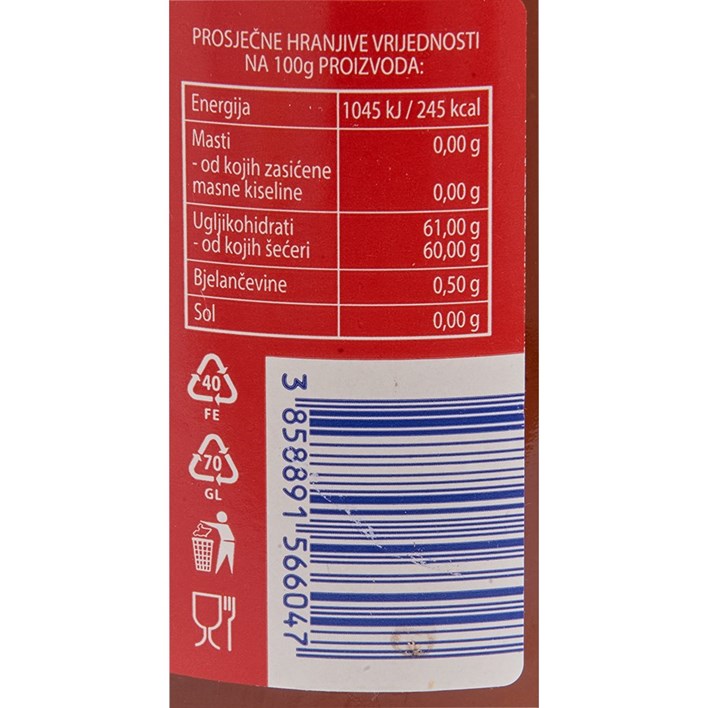 PROSJEČNE HRANJIVE VRIJEDNOSTI
NA 100g PROIZVODA:
Energija 1045 kJ / 245 kcal
Masti 0,00 g
- od kojih zasićene
masne kiseline 0,00 g
Ugljikohidrati 61,00 g
- od kojih šećeri 60,00 g
Bjelančevine 0,50 g
Sol 0,00 g
40
FE
70
GL
3 858891 566047